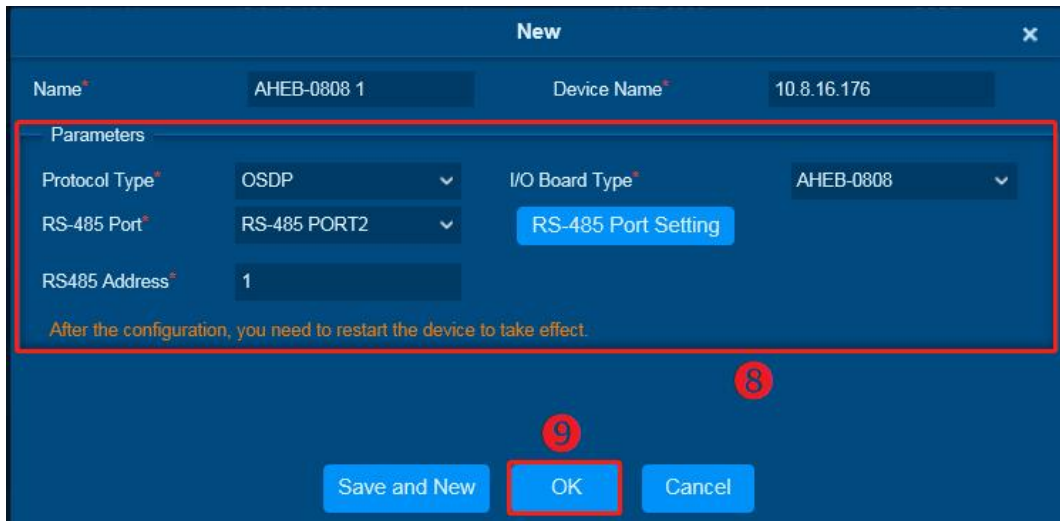 New ×
Name* AHEB-0808 1 Device Name* 10.8.16.176
Parameters
Protocol Type* OSDP I/O Board Type* AHEB-0808
RS-485 Port* RS-485 PORT2 RS-485 Port Setting
RS485 Address* 1
After the configuration, you need to restart the device to take effect.
8
9
Save and New OK Cancel